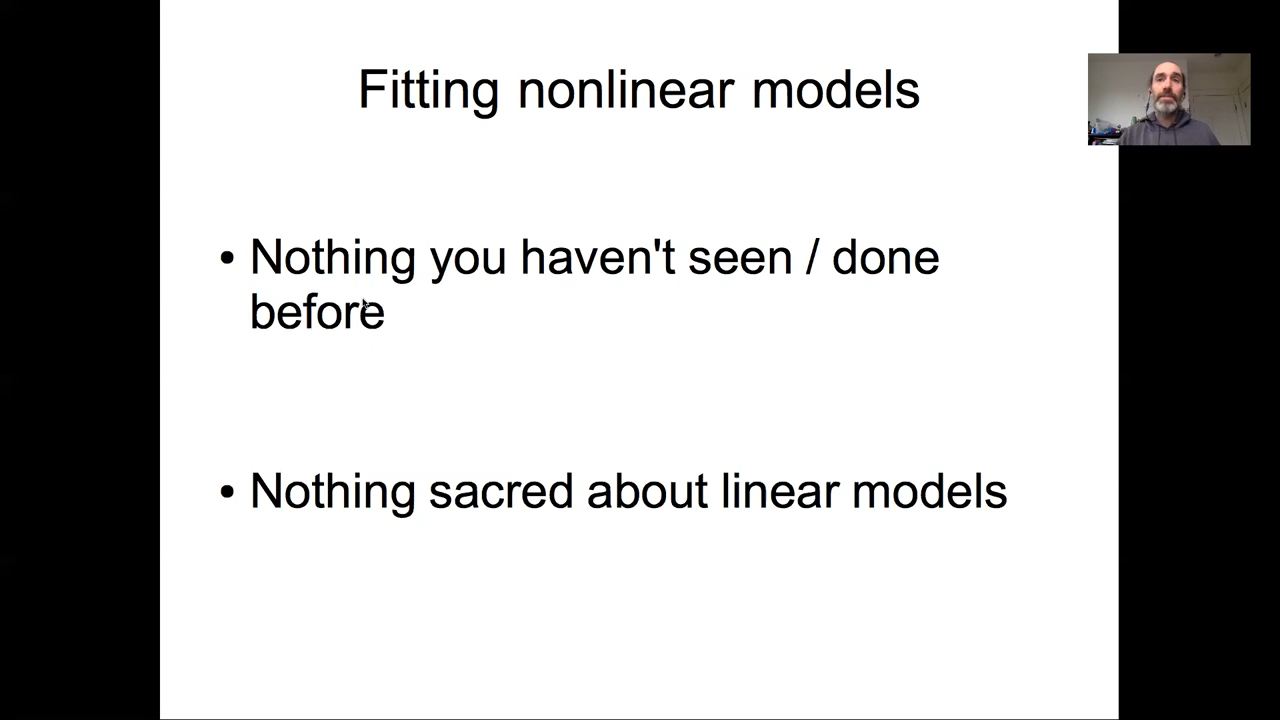 Fitting nonlinear models
• Nothing you haven't seen / done
before
• Nothing sacred about linear models